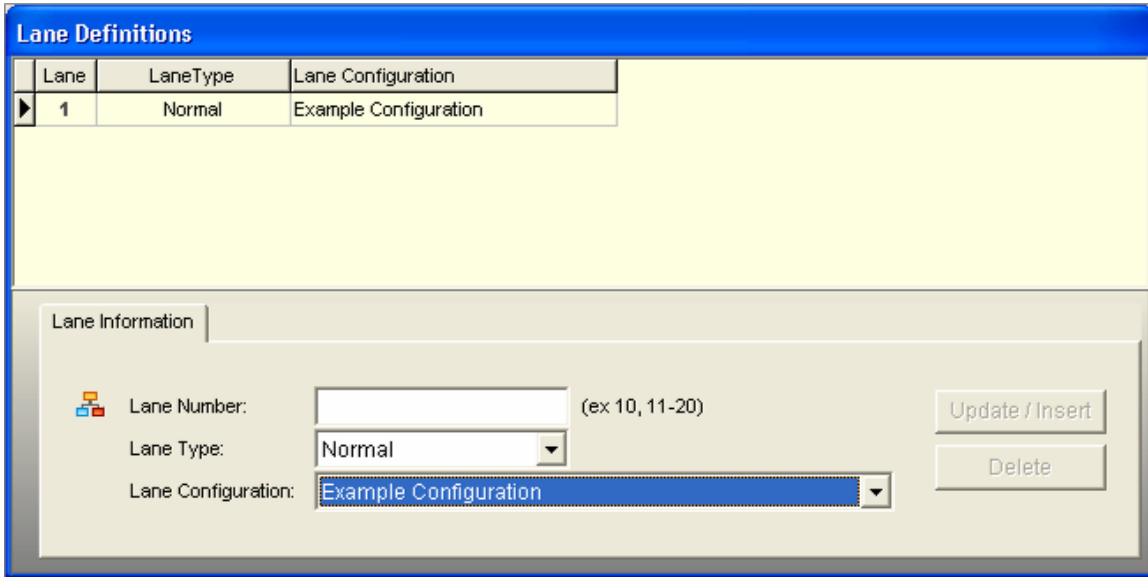 Lane Definitions
Lane LaneType Lane Configuration
1 Normal Example Configuration
Lane Information
Lane Number: (ex 10, 11-20)
Update / Insert
Lane Type: Normal
Delete
Lane Configuration: Example Configuration